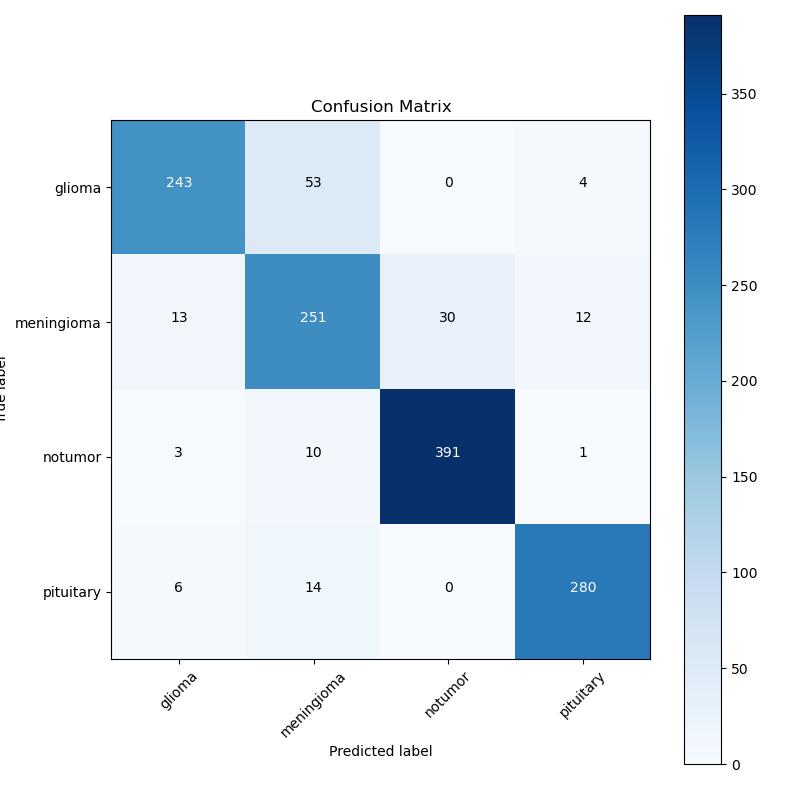 Confusion Matrix
glioma 243 53 0 4
meningioma 13 251 30 12
notumor 3 10 391 1
pituitary 6 14 0 280
glioma meningioma notumor pituitary
Predicted label
350
300
250
200
150
100
50
0